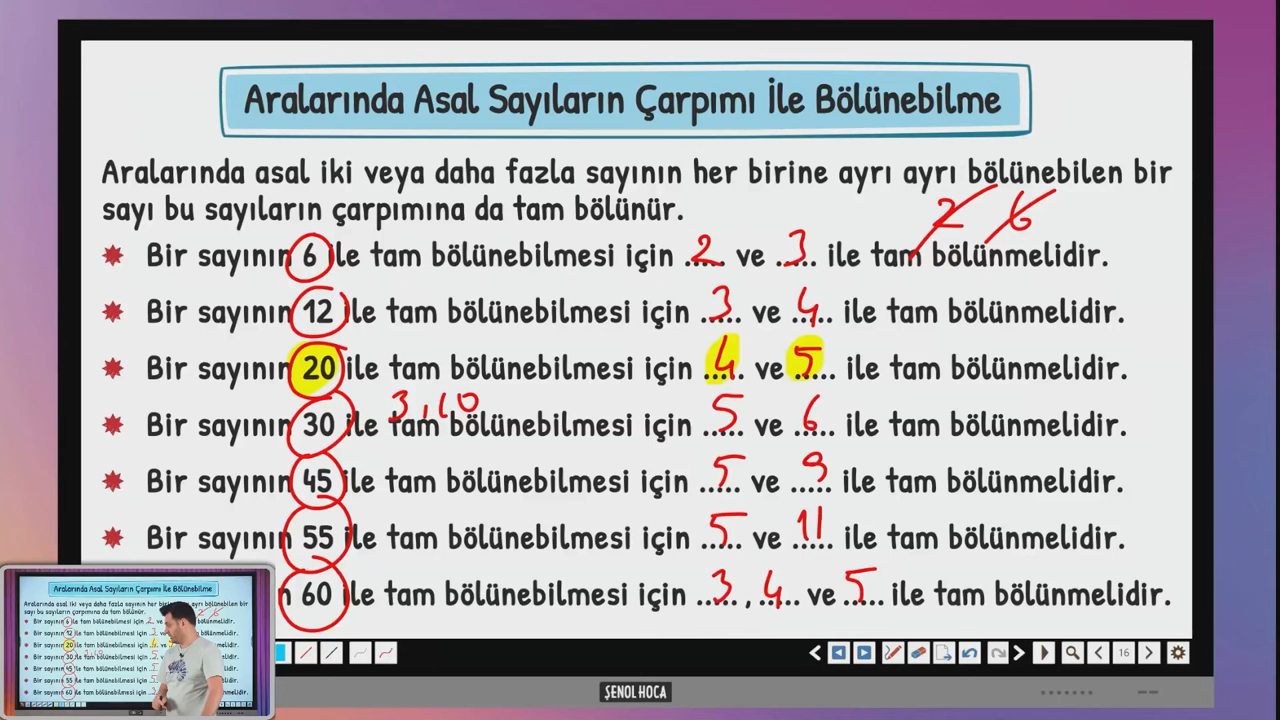 Aralarında Asal Sayıların Çarpımı İle Bölünebilme
Aralarında asal iki veya daha fazla sayının her birine ayrı ayrı bölünebilen bir
sayı bu sayıların çarpımına da tam bölünür.
2 6
Bir sayının 6 ile tam bölünebilmesi için 2 ve 3 ile tam bölünmelidir.
Bir sayının 12 ile tam bölünebilmesi için 3 ve 4 ile tam bölünmelidir.
Bir sayının 20 ile tam bölünebilmesi için 4 ve 5 ile tam bölünmelidir.
3, 10
Bir sayının 30 ile tam bölünebilmesi için 5 ve 6 ile tam bölünmelidir.
Bir sayının 45 ile tam bölünebilmesi için 5 ve 9 ile tam bölünmelidir.
Bir sayının 55 ile tam bölünebilmesi için 5 ve 11 ile tam bölünmelidir.
60 ile tam bölünebilmesi için 3, 4 ve 5 ile tam bölünmelidir.
16
ŞENOL HOCA